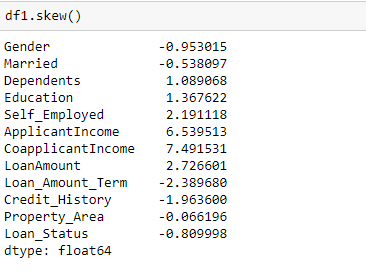 df1.skew()
Gender -0.953015
Married -0.538097
Dependents 1.089068
Education 1.367622
Self_Employed 2.191118
ApplicantIncome 6.539513
CoapplicantIncome 7.491531
LoanAmount 2.726601
Loan_Amount_Term -2.389680
Credit_History -1.963600
Property_Area -0.066196
Loan_Status -0.809998
dtype: float64